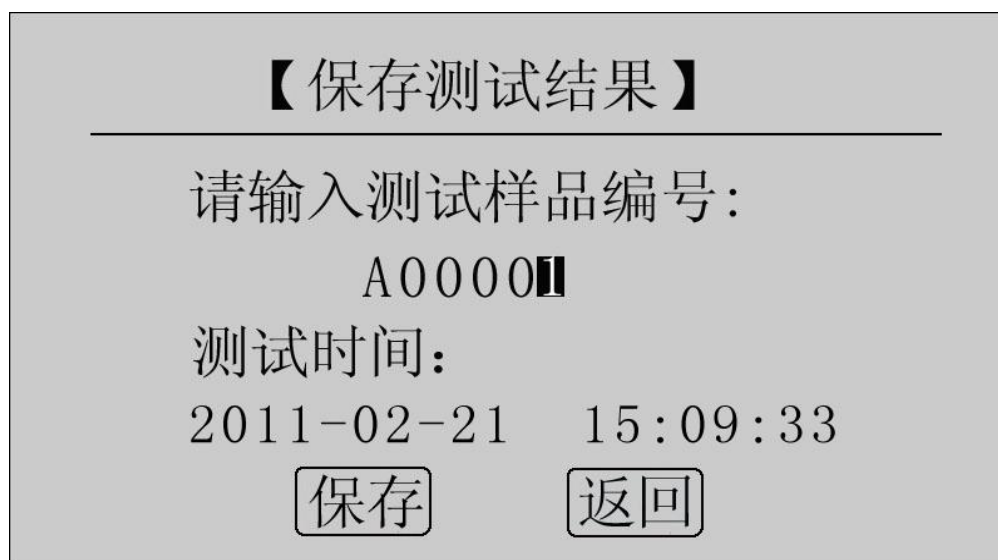 【保存测试结果】
请输入测试样品编号:
A00001
测试时间：
2011-02-21 15:09:33
保存 返回